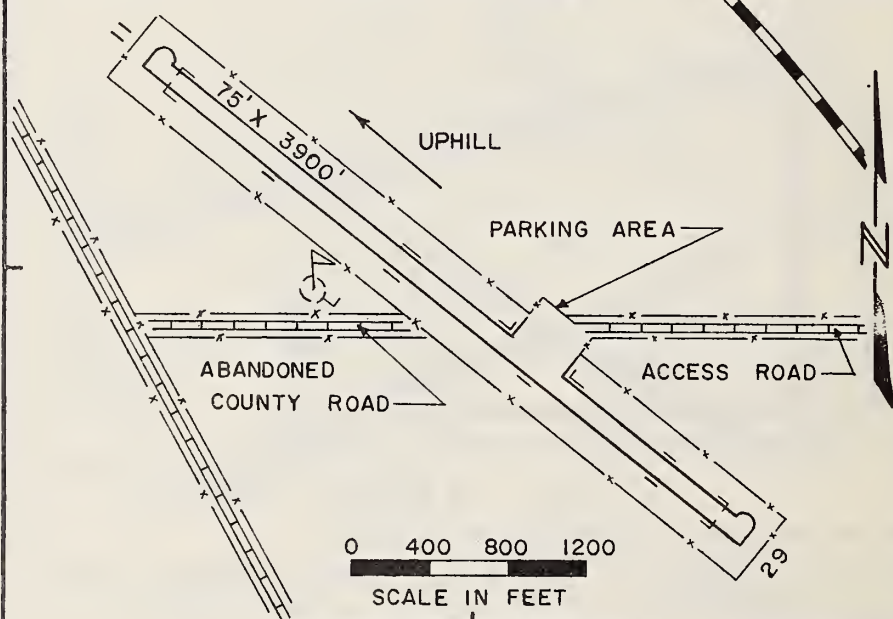 11
75' X 3900'
UPHILL
PARKING AREA
N
ABANDONED
COUNTY ROAD
ACCESS ROAD
0 400 800 1200
SCALE IN FEET
29